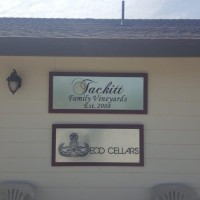 Tackitt
Family Vineyards
Est. 2008
EOD CELLARS